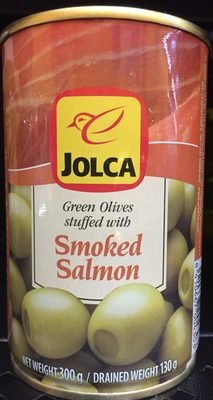 JOLCA
Green Olives
stuffed with
Smoked
Salmon
NET WEIGHT 300 g / DRAINED WEIGHT 130 g